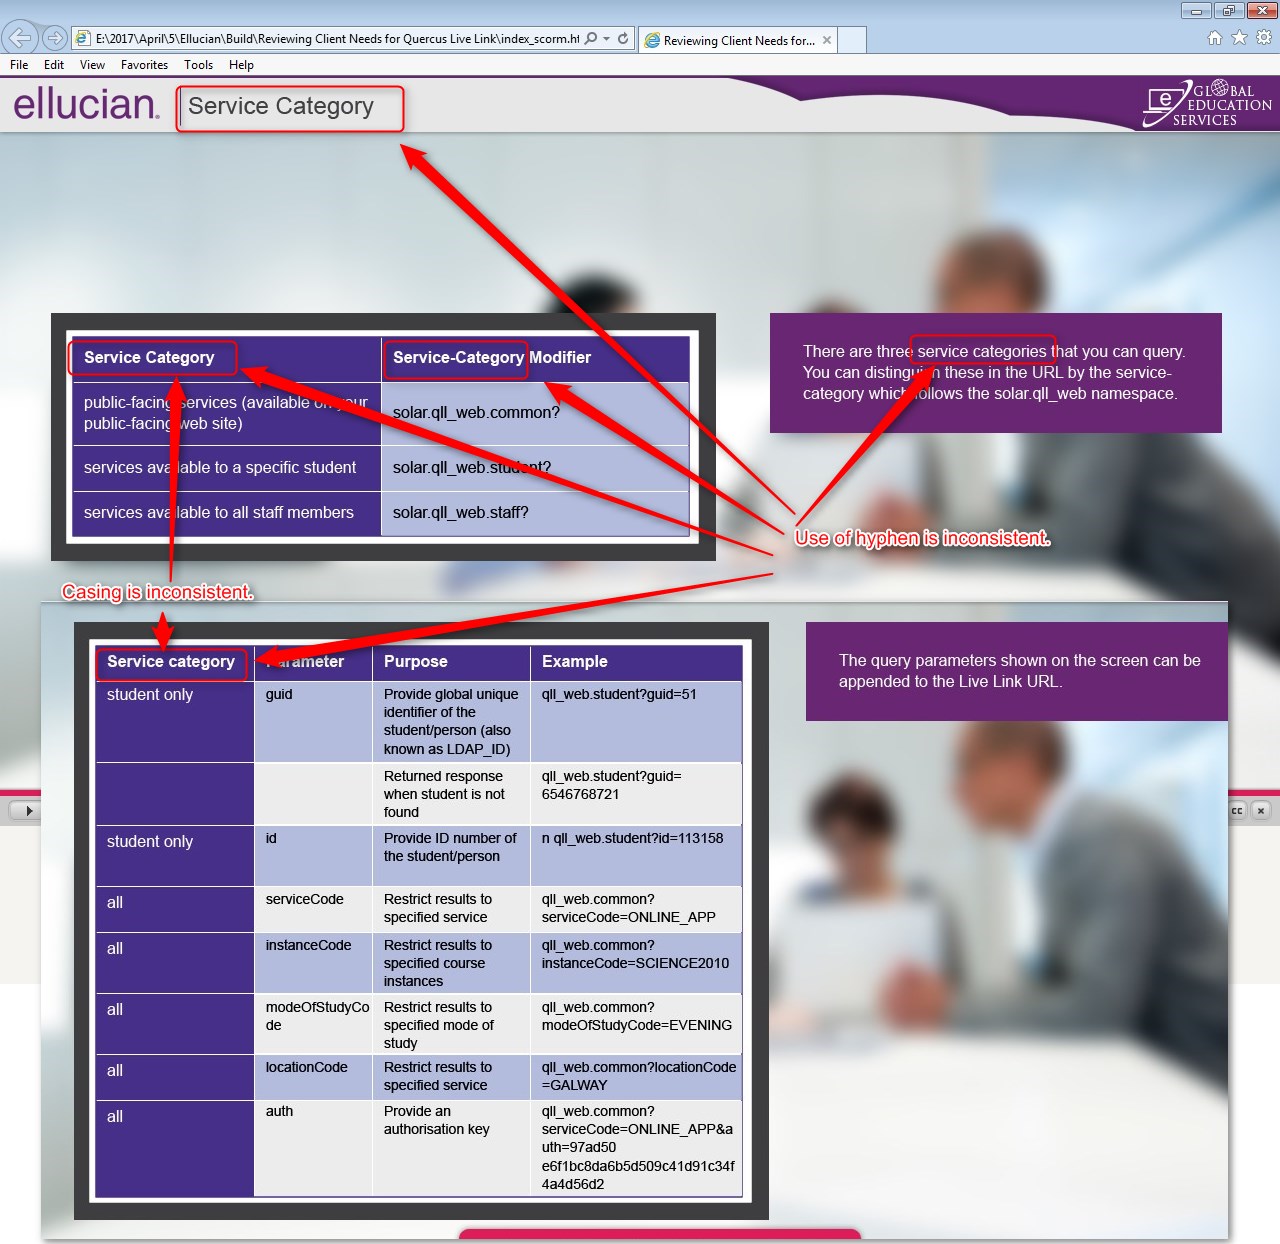 E:\2017\April\5\Ellucian\Build\Reviewing Client Needs for Quercus Live Link\index_scorm.ht
Reviewing Client Needs for...
File Edit View Favorites Tools Help
ellucian.
Service Category
GLOBAL
EDUCATION
SERVICES
Service Category Service-Category Modifier
public-facing services (available on your
public-facing web site)
solar.qll_web.common?
services available to a specific student solar.qll_web.student?
services available to all staff members solar.qll_web.staff?
There are three service categories that you can query.
You can distinguish these in the URL by the service-
category which follows the solar.qll_web namespace.
Use of hyphen is inconsistent.
Casing is inconsistent.
Service category Parameter Purpose Example
student only guid Provide global unique qll_web.student?guid=51
identifier of the
student/person (also
known as LDAP_ID)
Returned response qll_web.student?guid=
when student is not 6546768721
found
student only id Provide ID number of n qll_web.student?id=113158
the student/person
all serviceCode Restrict results to qll_web.common?
specified service serviceCode=ONLINE_APP
all instanceCode Restrict results to qll_web.common?
specified course instanceCode=SCIENCE2010
instances
all modeOfStudyCo Restrict results to qll_web.common?
de specified mode of modeOfStudyCode=EVENING
study
all locationCode Restrict results to qll_web.common?locationCode
specified service =GALWAY
all auth Provide an qll_web.common?
authorisation key serviceCode=ONLINE_APP&a
uth=97ad50
e6f1bc8da6b5d509c41d91c34f
4a4d56d2
The query parameters shown on the screen can be
appended to the Live Link URL.
cc